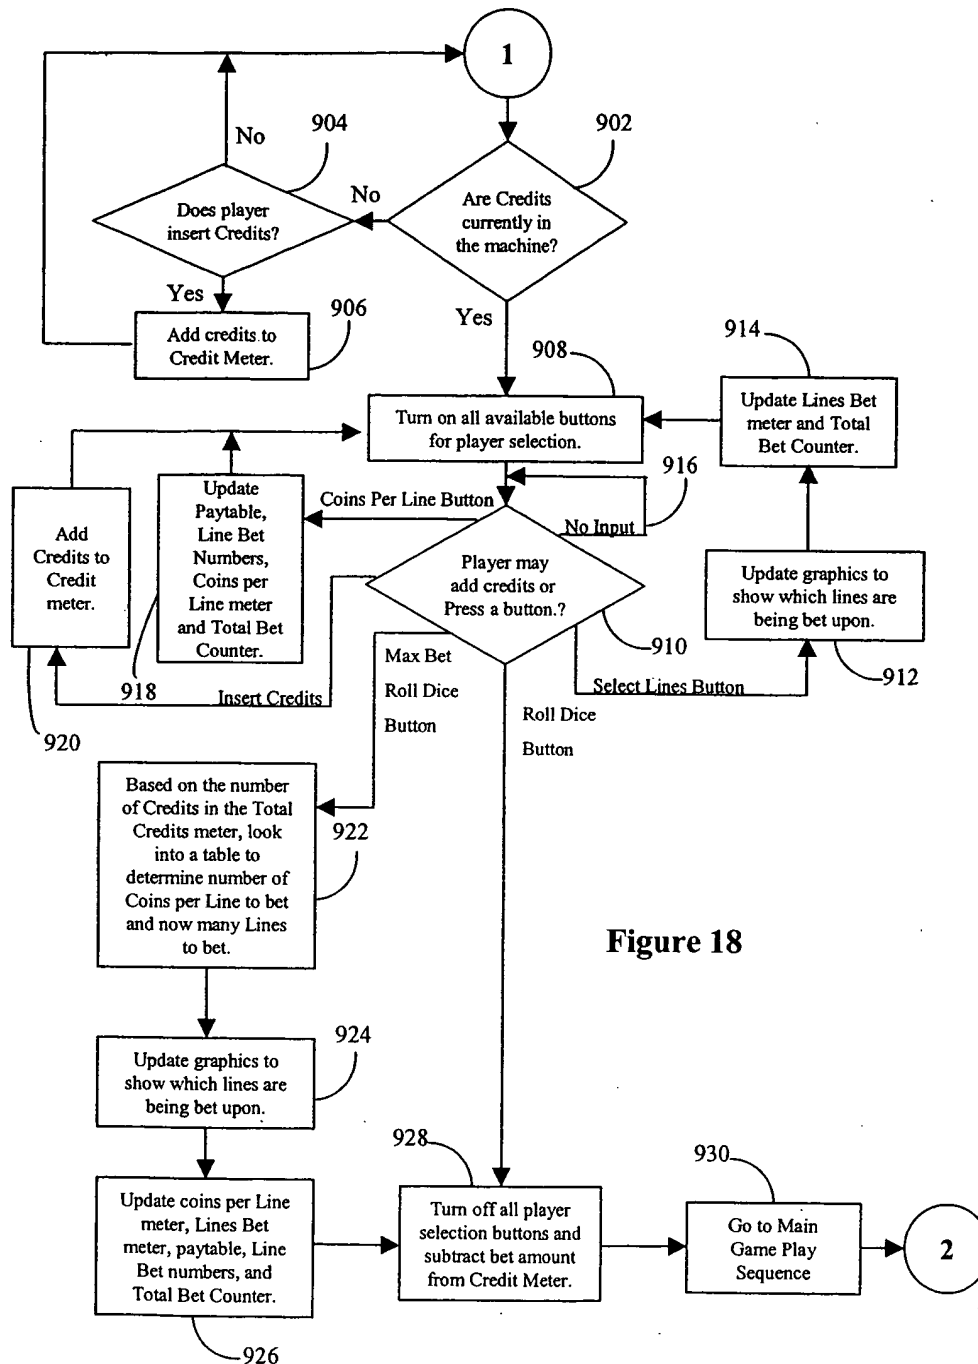 1
904
902
No
No
Does player
insert Credits?
Are Credits
currently in
the machine?
Yes
906
Yes
Add credits to
Credit Meter.
908
914
Turn on all available buttons
for player selection.
Update Lines Bet
meter and Total
Bet Counter.
916
Coins Per Line Button
No Input
Add
Credits to
Credit
meter.
Update
Paytable,
Line Bet
Numbers,
Coins per
Line meter
and Total Bet
Counter.
Player may
add credits or
Press a button.?
Update graphics to
show which lines are
being bet upon.
910
912
918
920
Insert Credits
Max Bet
Roll Dice
Button
Select Lines Button
Roll Dice
Button
Based on the number
of Credits in the Total
Credits meter, look
into a table to
determine number of
Coins per Line to bet
and now many Lines
to bet.
922
Figure 18
924
Update graphics to
show which lines are
being bet upon.
928
930
Update coins per Line
meter, Lines Bet
meter, paytable, Line
Bet numbers, and
Total Bet Counter.
Turn off all player
selection buttons and
subtract bet amount
from Credit Meter.
Go to Main
Game Play
Sequence
2
926